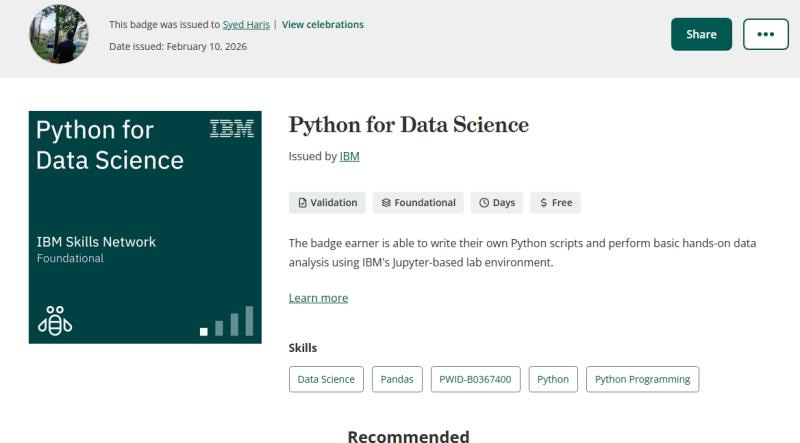 This badge was issued to Syed Haris | View celebrations
Date issued: February 10, 2026
Share
Python for
Data Science
IBM
IBM Skills Network
Foundational
Python for Data Science
Issued by IBM
Validation
Foundational
Days
$ Free
The badge earner is able to write their own Python scripts and perform basic hands-on data
analysis using IBM's Jupyter-based lab environment.
Learn more
Skills
Data Science
Pandas
PWID-B0367400
Python
Python Programming
Recommended